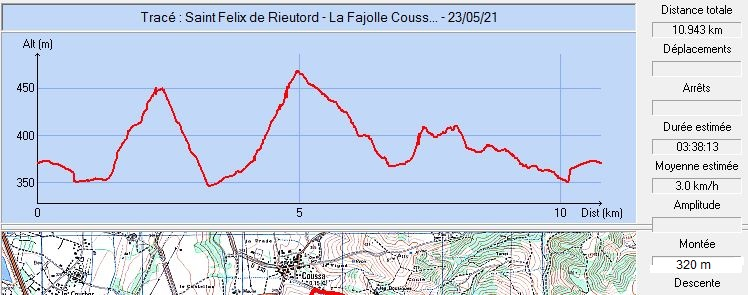 Tracé : Saint Felix de Rieutord - La Fajolle Couss... - 23/05/21
Alt (m)
450
400
350
0
5
10
Dist (km)
Distance totale
10.943 km
Déplacements
Arrêts
Durée estimée
03:38:13
Moyenne estimée
3.0 km/h
Amplitude
Montée
320 m
Descente
Coussa